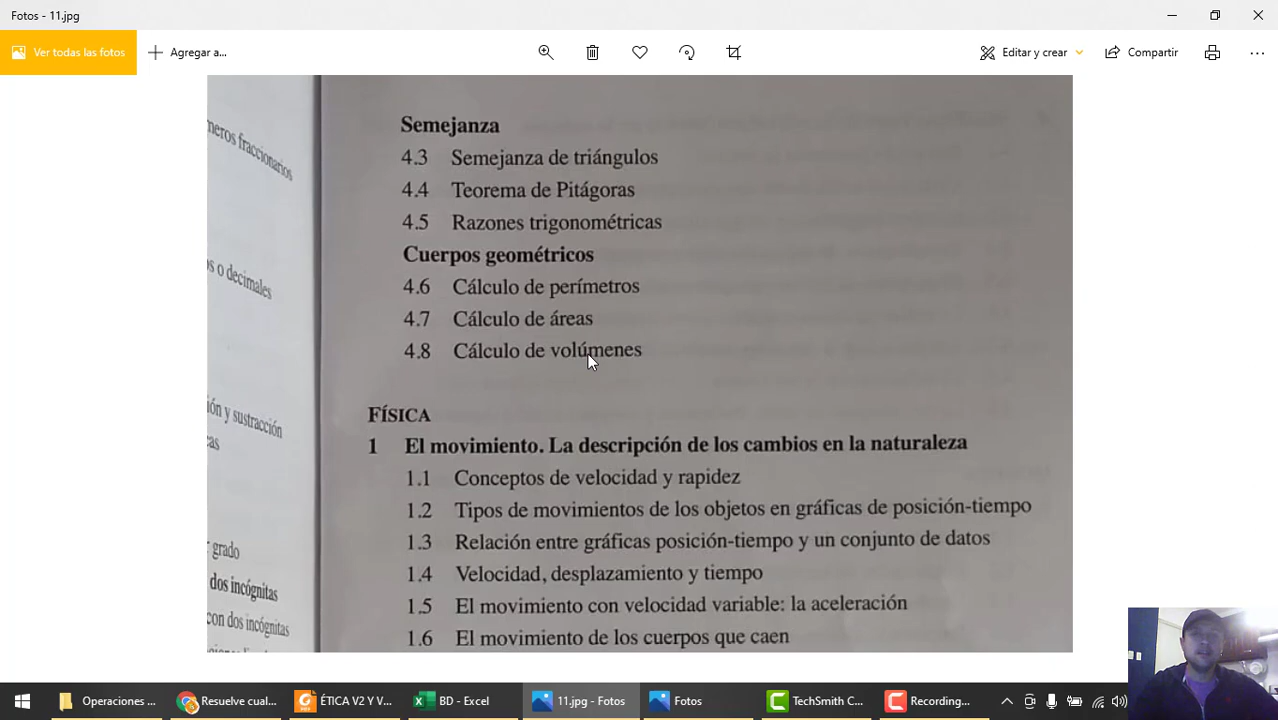 Fotos - 11.jpg
Ver todas las fotos
Agregar a...
Editar y crear
Compartir
meros fraccionarios
s o decimales
ión y sustracción
as
grado
dos incógnitas
con dos incógnitas
Semejanza
4.3 Semejanza de triángulos
4.4 Teorema de Pitágoras
4.5 Razones trigonométricas
Cuerpos geométricos
4.6 Cálculo de perímetros
4.7 Cálculo de áreas
4.8 Cálculo de volúmenes
FÍSICA
1 El movimiento. La descripción de los cambios en la naturaleza
1.1 Conceptos de velocidad y rapidez
1.2 Tipos de movimientos de los objetos en gráficas de posición-tiempo
1.3 Relación entre gráficas posición-tiempo y un conjunto de datos
1.4 Velocidad, desplazamiento y tiempo
1.5 El movimiento con velocidad variable: la aceleración
1.6 El movimiento de los cuerpos que caen
Operaciones ...
Resuelve cual...
ÉTICA V2 Y V...
BD - Excel
11.jpg - Fotos
Fotos
TechSmith C...
Recording...